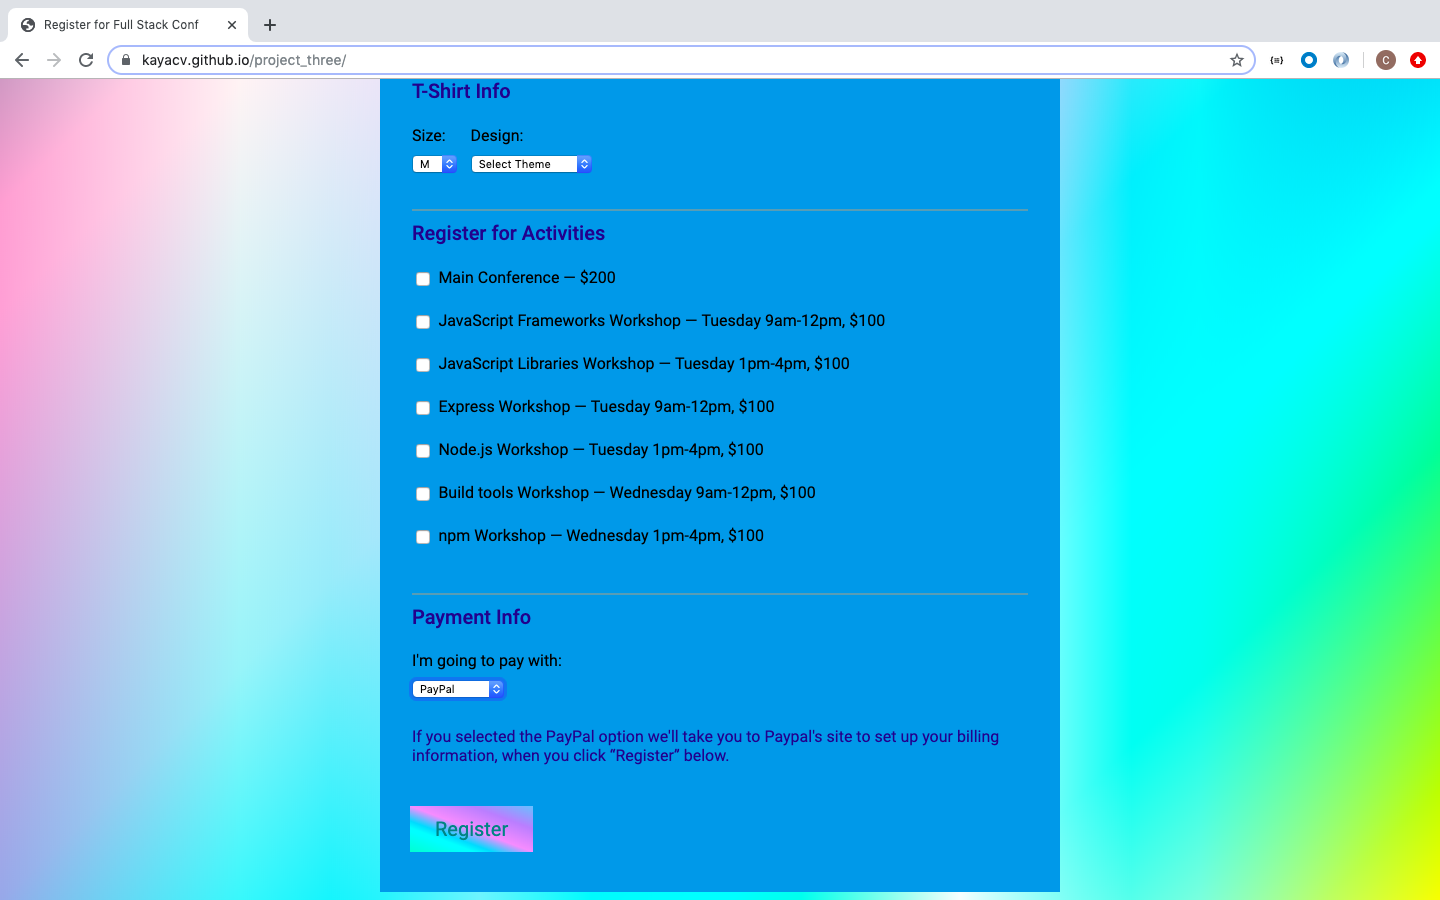 Register for Full Stack Conf
kayacv.github.io/project_three/
C
T-Shirt Info
Size: Design:
M Select Theme
Register for Activities
Main Conference — $200
JavaScript Frameworks Workshop — Tuesday 9am-12pm, $100
JavaScript Libraries Workshop — Tuesday 1pm-4pm, $100
Express Workshop — Tuesday 9am-12pm, $100
Node.js Workshop — Tuesday 1pm-4pm, $100
Build tools Workshop — Wednesday 9am-12pm, $100
npm Workshop — Wednesday 1pm-4pm, $100
Payment Info
I'm going to pay with:
PayPal
If you selected the PayPal option we'll take you to Paypal's site to set up your billing
information, when you click “Register” below.
Register